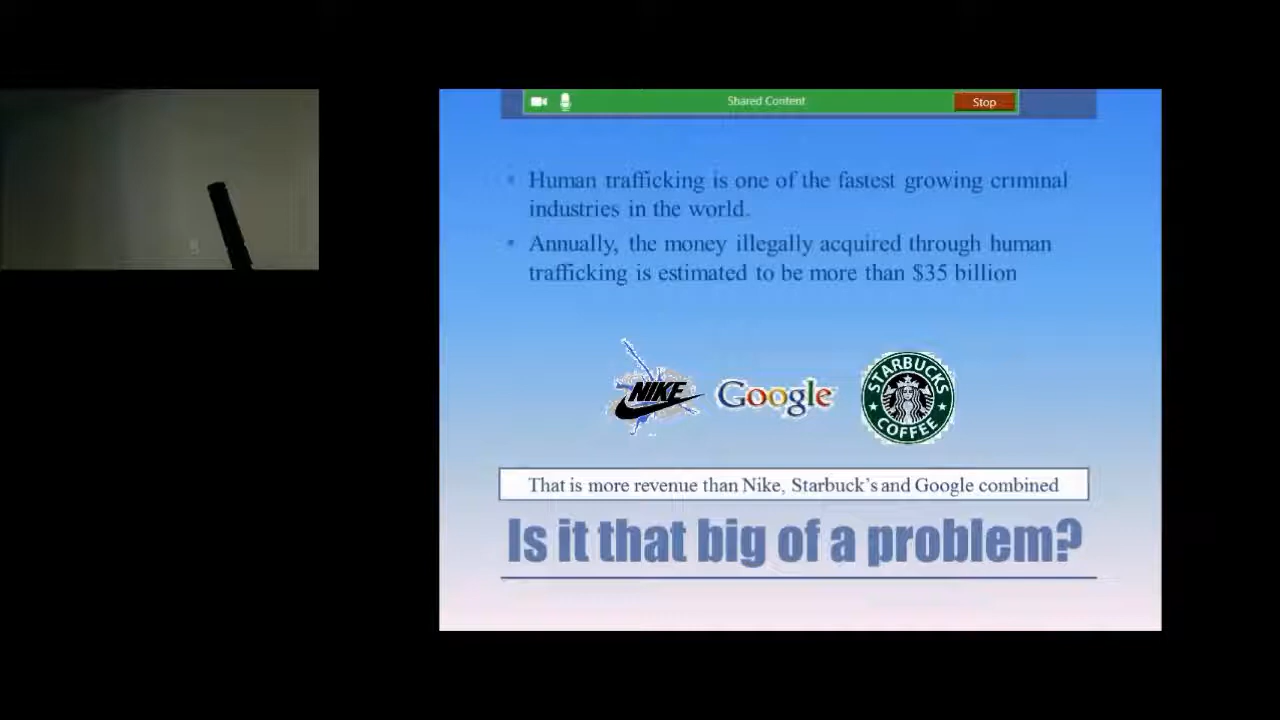 Shared Content
Stop
Human trafficking is one of the fastest growing criminal
industries in the world.
Annually, the money illegally acquired through human
trafficking is estimated to be more than $35 billion
NIKE
Google
STARBUCKS
COFFEE
That is more revenue than Nike, Starbuck's and Google combined
Is it that big of a problem?